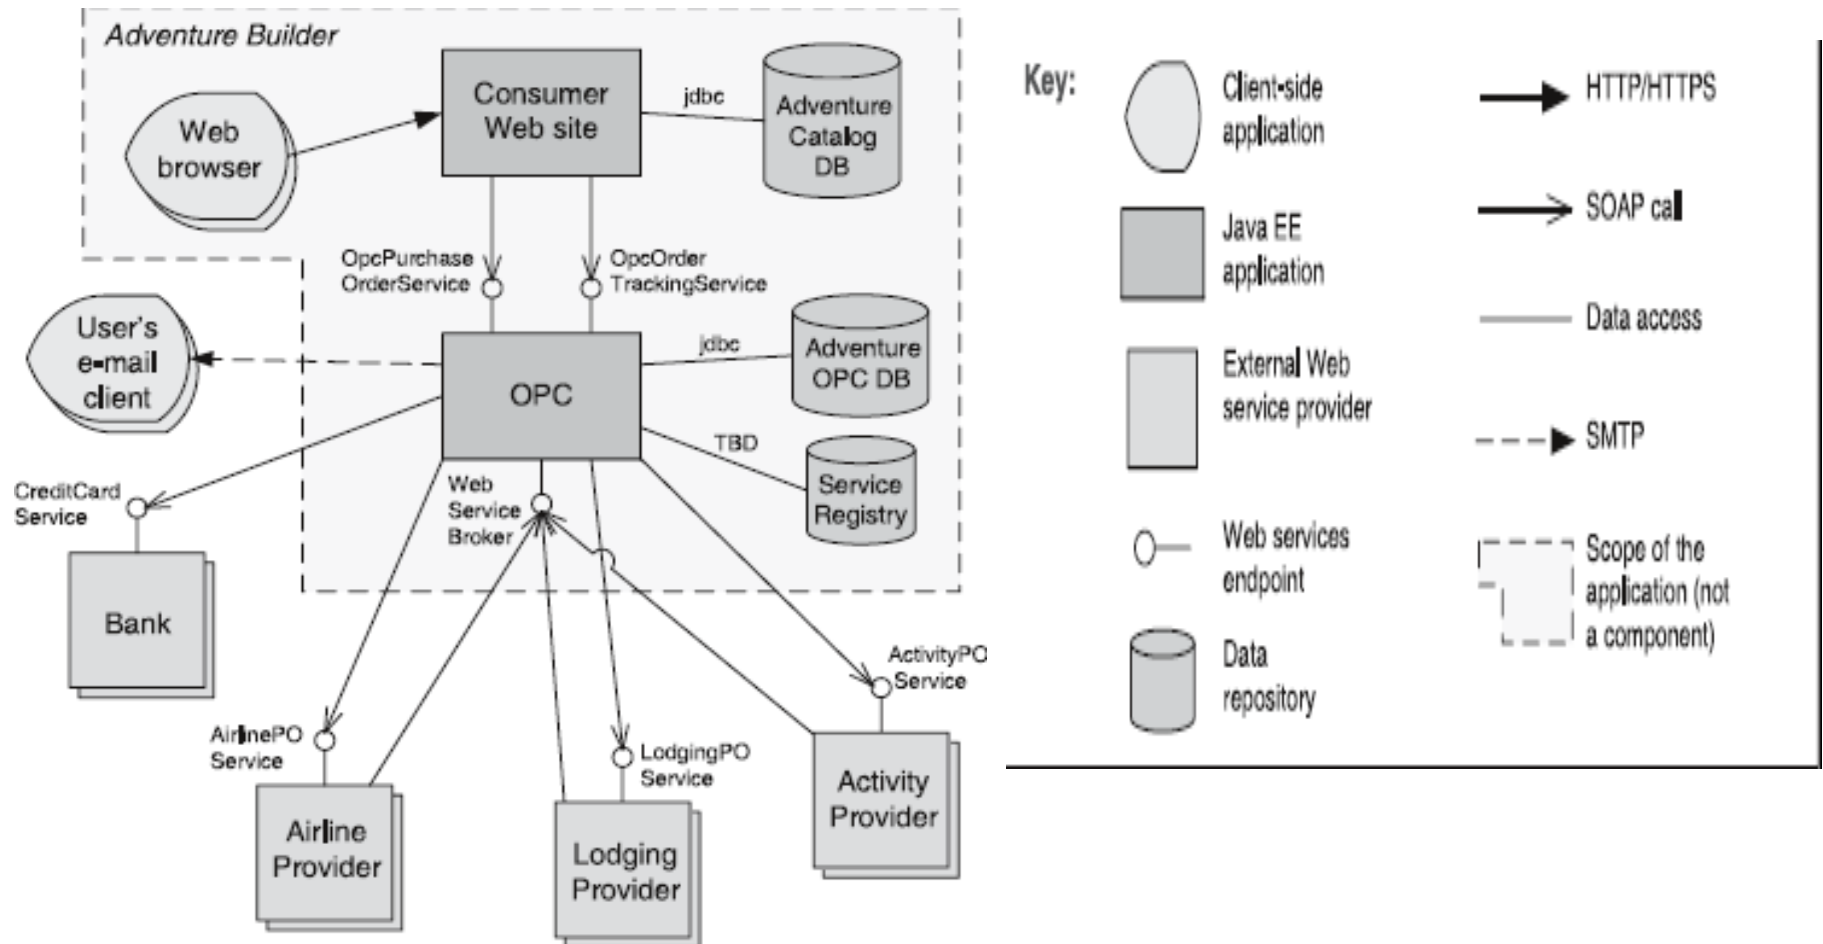 Adventure Builder
Web
browser
Consumer
Web site
jdbc
Adventure
Catalog
DB
OpcPurchase
OrderService
OpcOrder
TrackingService
User's
e-mail
client
OPC
jdbc
Adventure
OPC DB
TBD
Service
Registry
CreditCard
Service
Web
Service
Broker
Bank
AirlinePO
Service
Airline
Provider
LodgingPO
Service
Lodging
Provider
ActivityPO
Service
Activity
Provider
Key:
Client-side
application
Java EE
application
External Web
service provider
Web services
endpoint
Data
repository
HTTP/HTTPS
SOAP call
Data access
SMTP
Scope of the
application (not
a component)